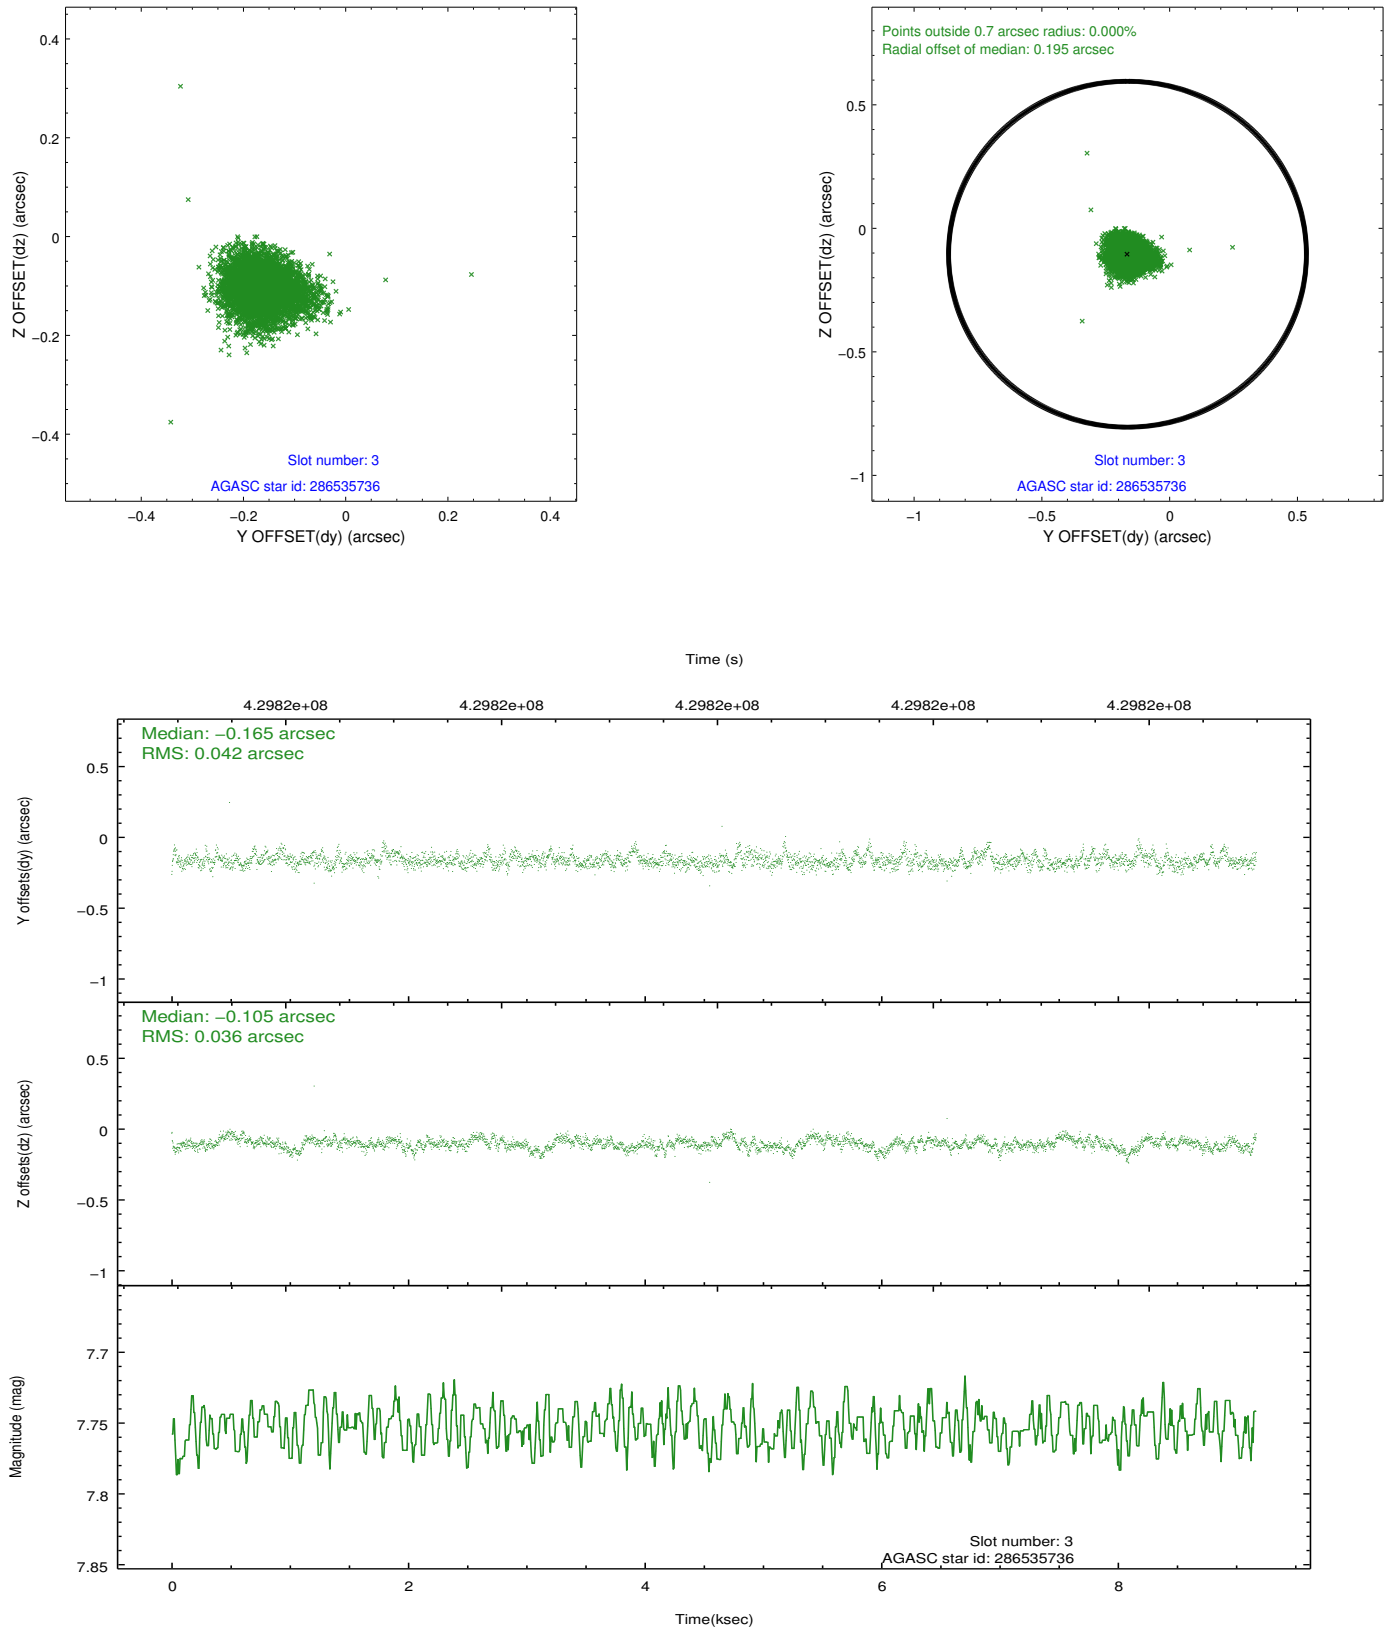 0.4
0.2
0
−0.2
−0.4
Z OFFSET(dz) (arcsec)
Slot number: 3
AGASC star id: 286535736
−0.4
−0.2
0
0.2
0.4
Y OFFSET(dy) (arcsec)
Points outside 0.7 arcsec radius: 0.000%
Radial offset of median: 0.195 arcsec
0.5
0
−0.5
−1
Z OFFSET(dz) (arcsec)
Slot number: 3
AGASC star id: 286535736
−1
−0.5
0
0.5
Y OFFSET(dy) (arcsec)
Time (s)
4.2982e+08
4.2982e+08
4.2982e+08
4.2982e+08
4.2982e+08
Median: −0.165 arcsec
RMS: 0.042 arcsec
0.5
0
−0.5
−1
Y offsets(dy) (arcsec)
Median: −0.105 arcsec
RMS: 0.036 arcsec
0.5
0
−0.5
−1
Z offsets(dz) (arcsec)
7.7
7.75
7.8
7.85
Magnitude (mag)
Slot number: 3
AGASC star id: 286535736
0
2
4
6
8
Time(ksec)